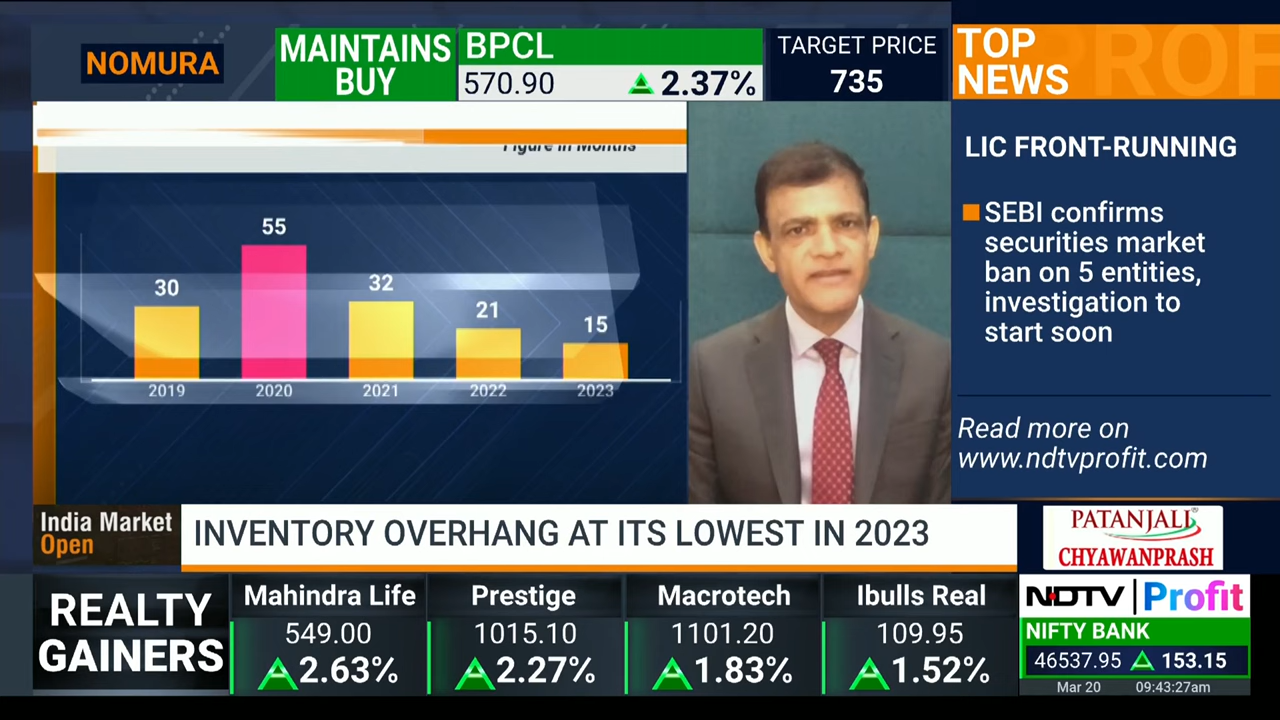 NOMURA
MAINTAINS
BUY
BPCL
570.90 2.37%
TARGET PRICE
735
TOP
NEWS
LIC FRONT-RUNNING
SEBI confirms
securities market
ban on 5 entities,
investigation to
start soon
Read more on
www.ndtvprofit.com
Figure In Months
55
30
32
21
15
2019 2020 2021 2022 2023
India Market
Open
INVENTORY OVERHANG AT ITS LOWEST IN 2023
PATANJALI
CHYAWANPRASH
REALTY
GAINERS
Mahindra Life
549.00
2.63%
Prestige
1015.10
2.27%
Macrotech
1101.20
1.83%
Ibulls Real
109.95
1.52%
NDTV Profit
NIFTY BANK
46537.95 153.15
Mar 20 09:43:27am